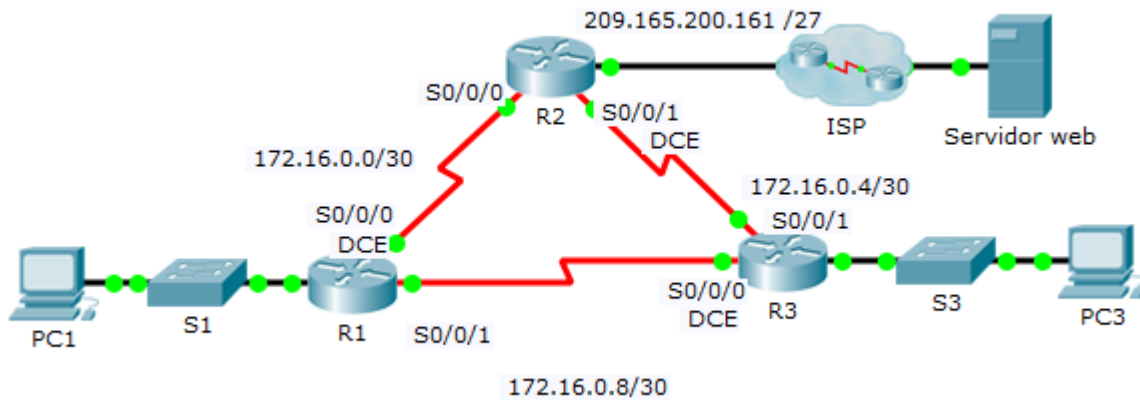 209.165.200.161 /27
S0/0/0
R2
S0/0/1
DCE
ISP
Servidor web
172.16.0.0/30
172.16.0.4/30
S0/0/0
DCE
S0/0/1
PC1
S1
R1
S0/0/1
S0/0/0
DCE
R3
S3
PC3
172.16.0.8/30